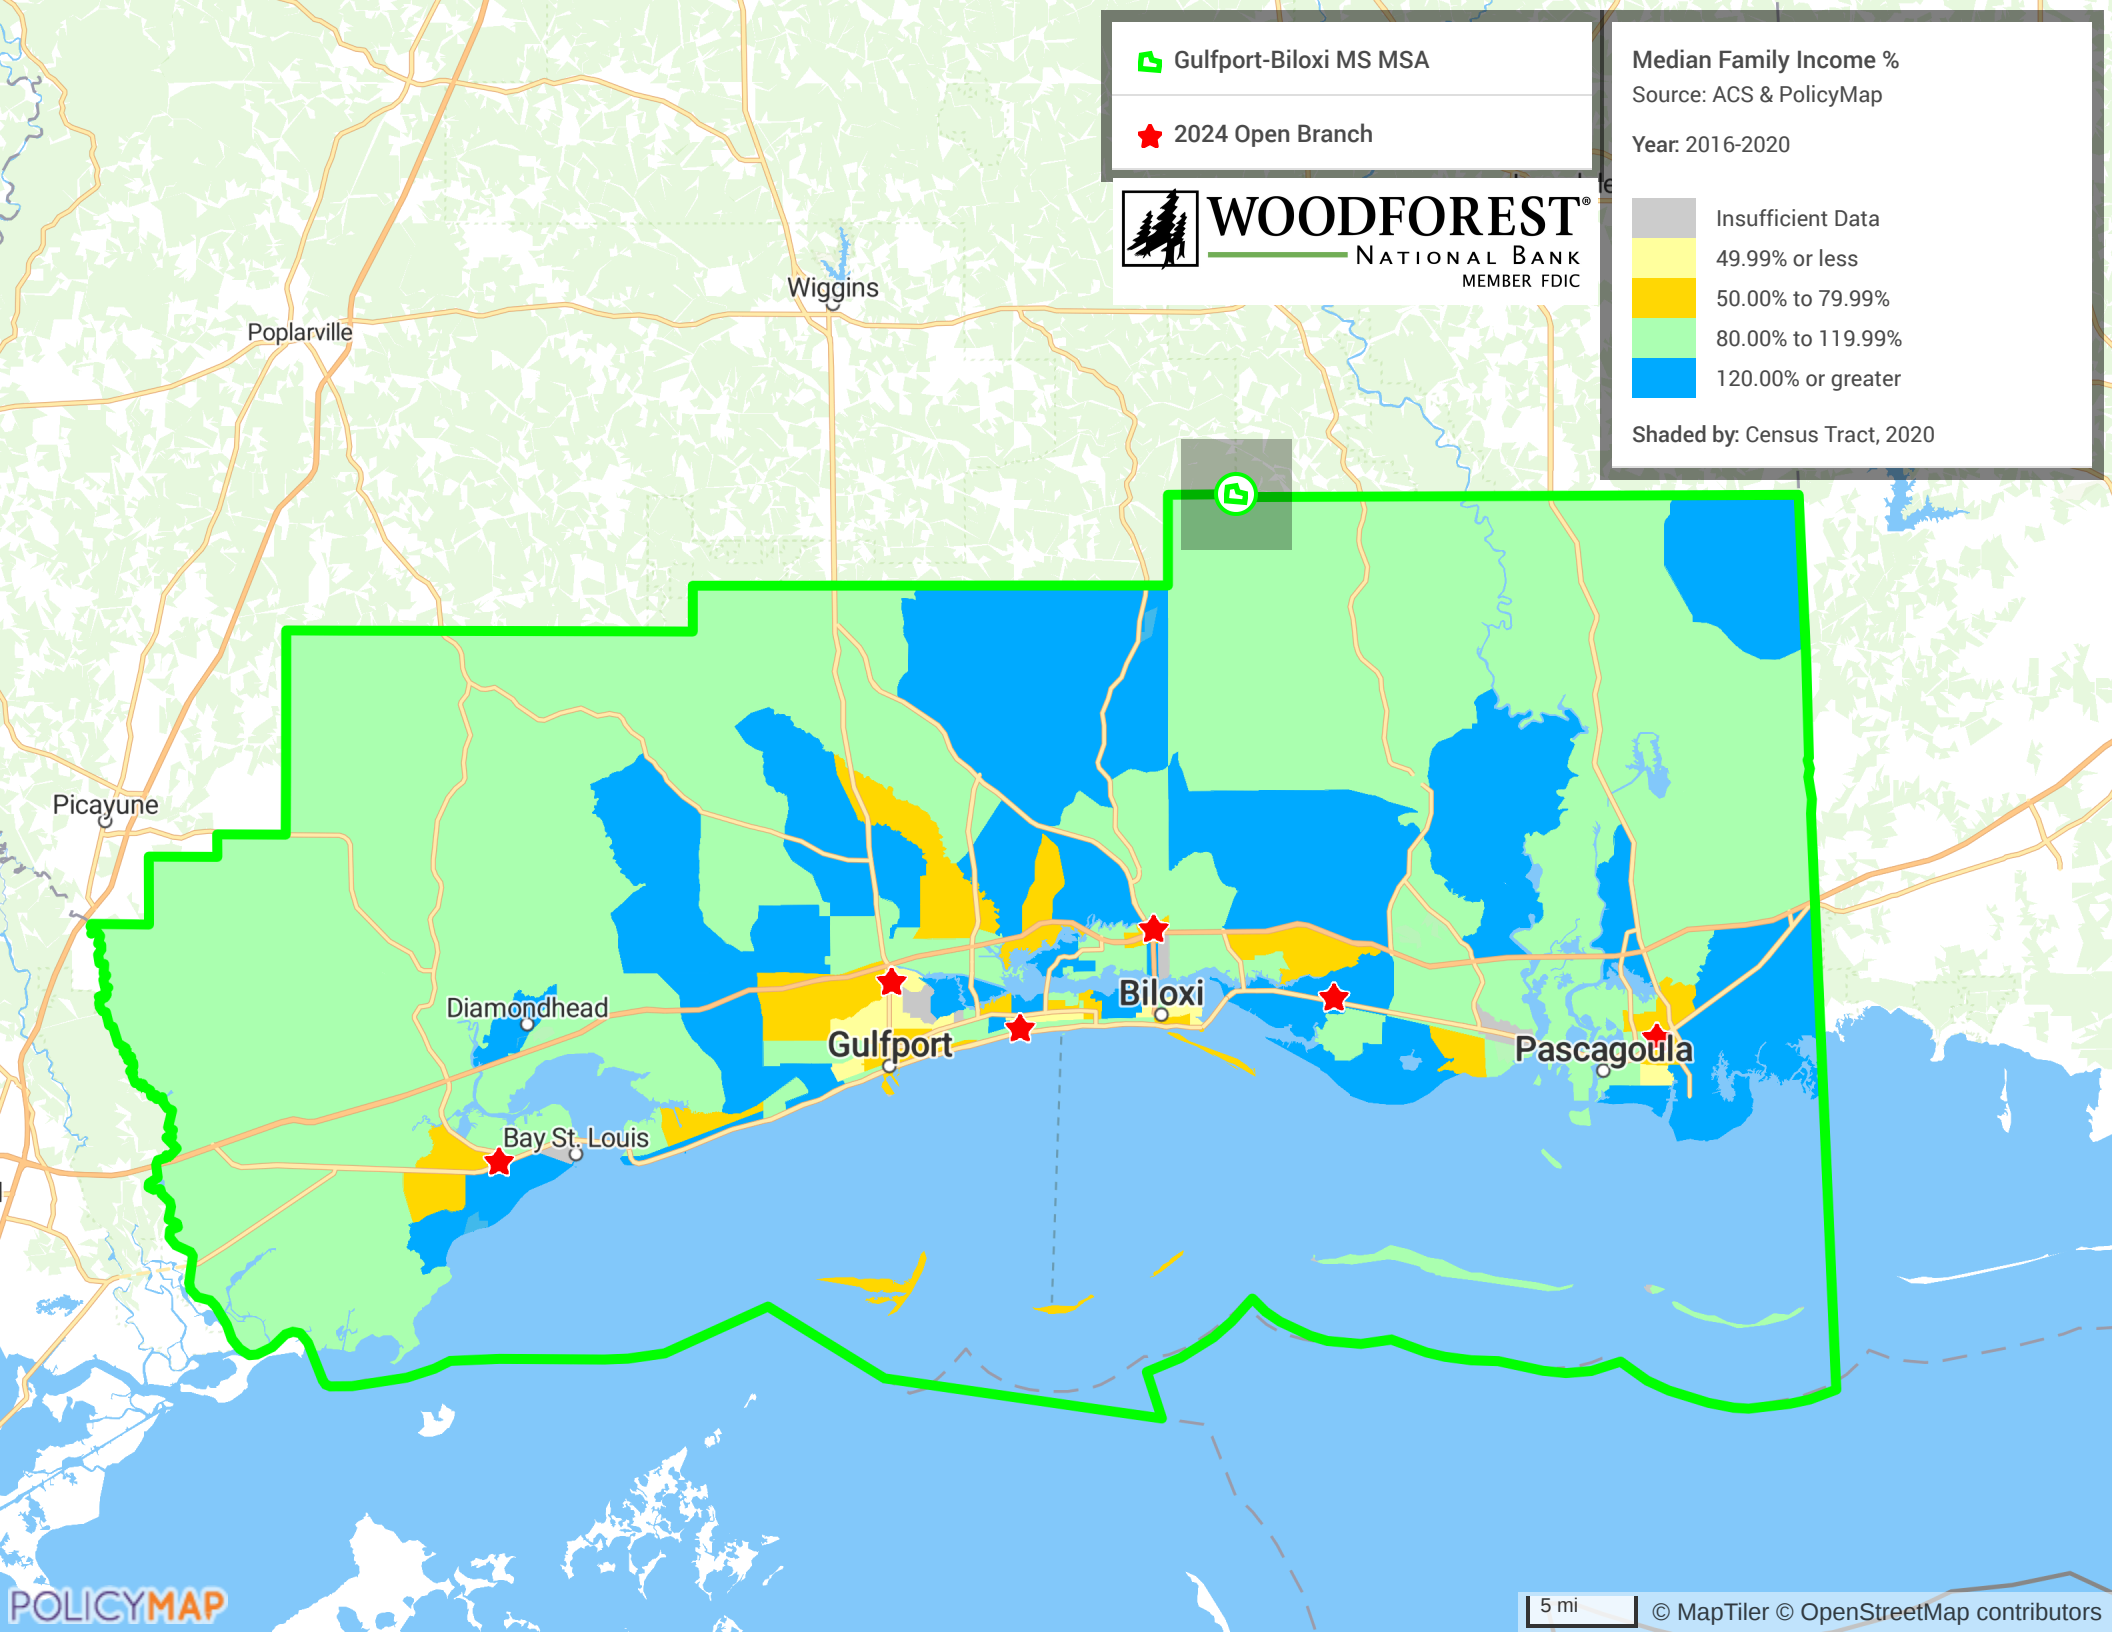 Gulfport-Biloxi MS MSA
2024 Open Branch
WOODFOREST®
NATIONAL BANK
MEMBER FDIC
Median Family Income %
Source: ACS & PolicyMap
Year: 2016-2020
Insufficient Data
49.99% or less
50.00% to 79.99%
80.00% to 119.99%
120.00% or greater
Shaded by: Census Tract, 2020
Wiggins
Poplarville
Picayune
Diamondhead
Biloxi
Gulfport
Pascagoula
Bay St. Louis
POLICYMAP
5 mi
© MapTiler © OpenStreetMap contributors